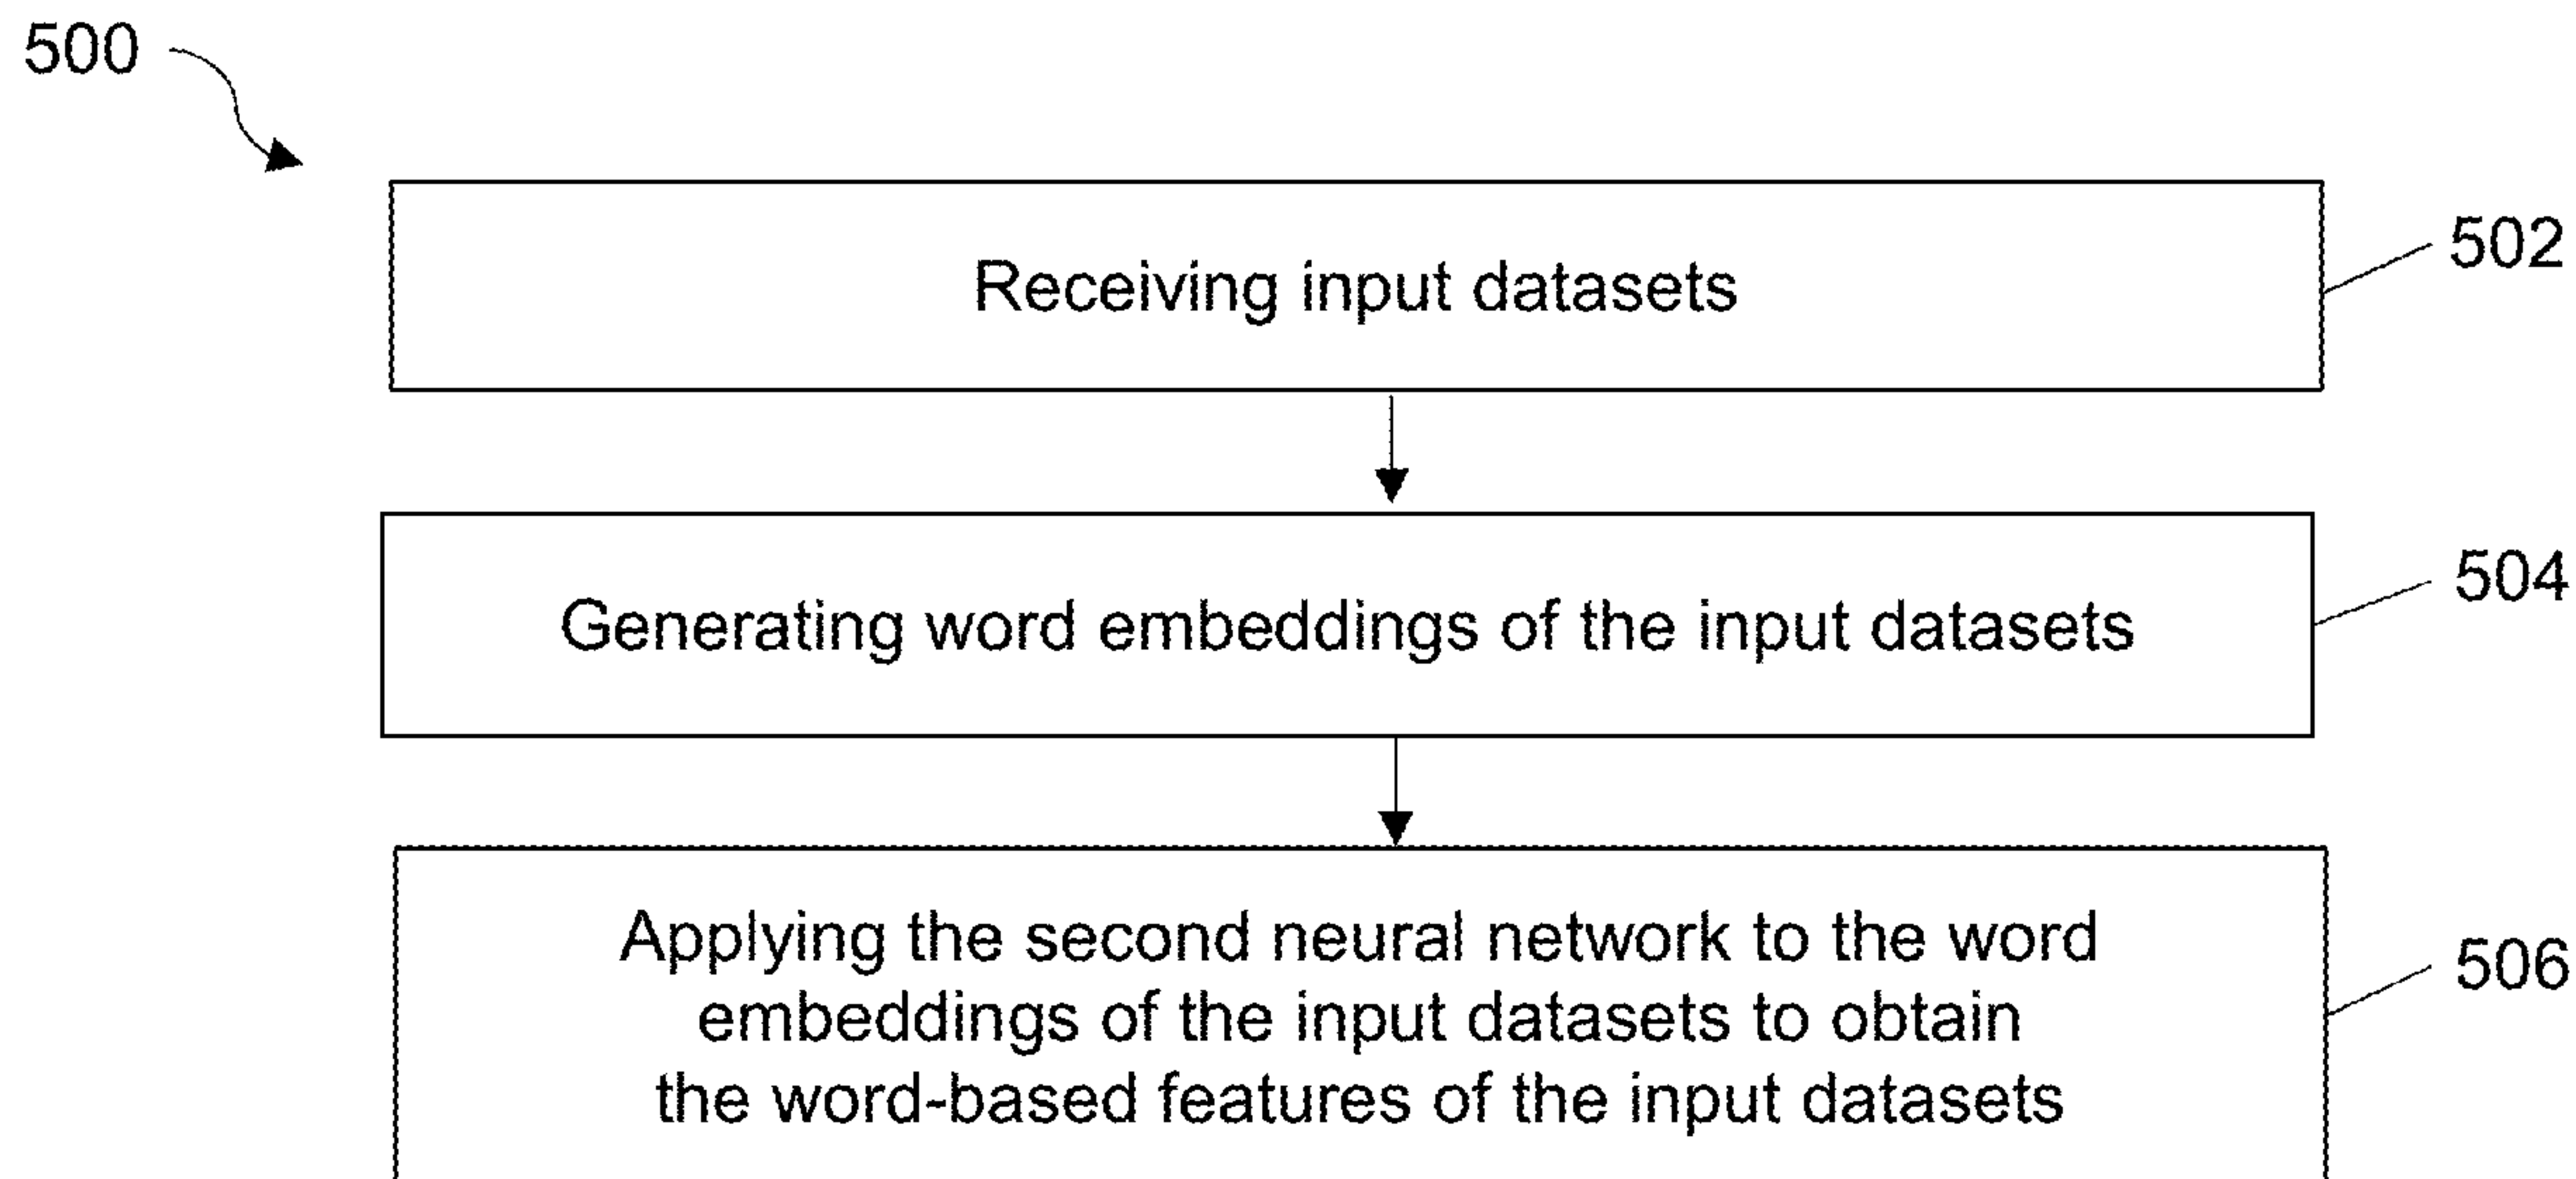 500
Receiving input datasets
502
Generating word embeddings of the input datasets
504
Applying the second neural network to the word
embeddings of the input datasets to obtain
the word-based features of the input datasets
506